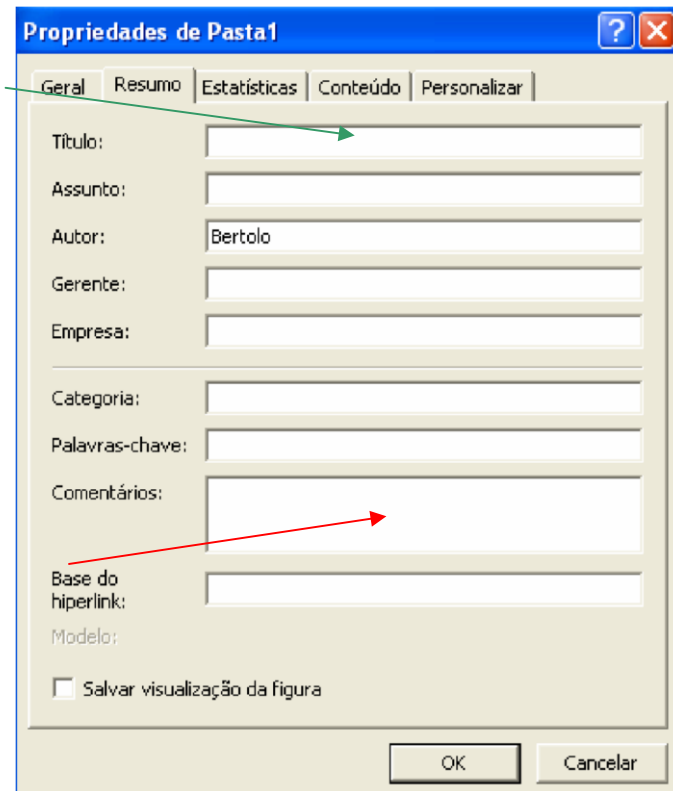 Propriedades de Pasta1
?
Geral Resumo Estatísticas Conteúdo Personalizar
Título:
Assunto:
Autor: Bertolo
Gerente:
Empresa:
Categoria:
Palavras-chave:
Comentários:
Base do
hiperlink:
Modelo:
Salvar visualização da figura
OK Cancelar